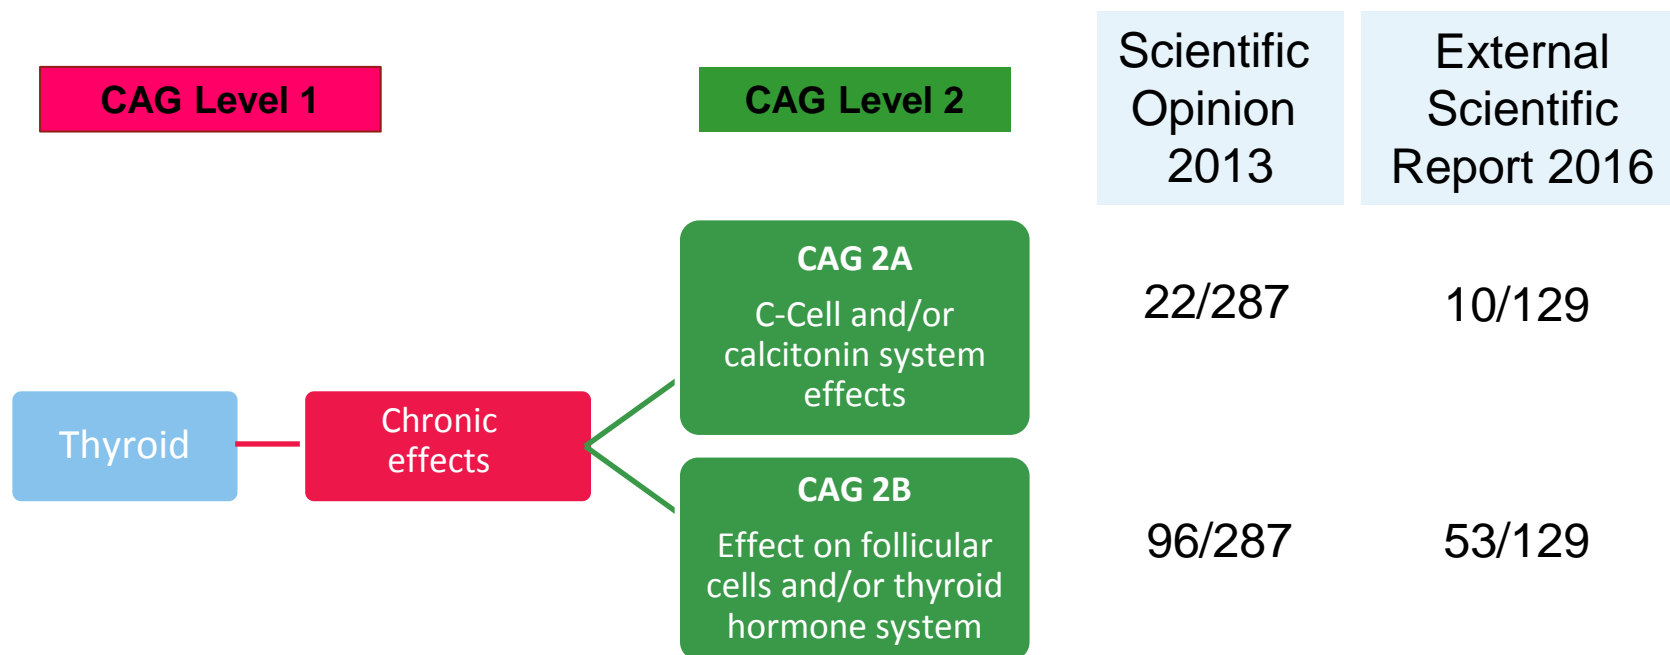 CAG Level 1
CAG Level 2
Scientific
Opinion
2013
External
Scientific
Report 2016
Thyroid
Chronic
effects
CAG 2A
C-Cell and/or
calcitonin system
effects
22/287
10/129
CAG 2B
Effect on follicular
cells and/or thyroid
hormone system
96/287
53/129